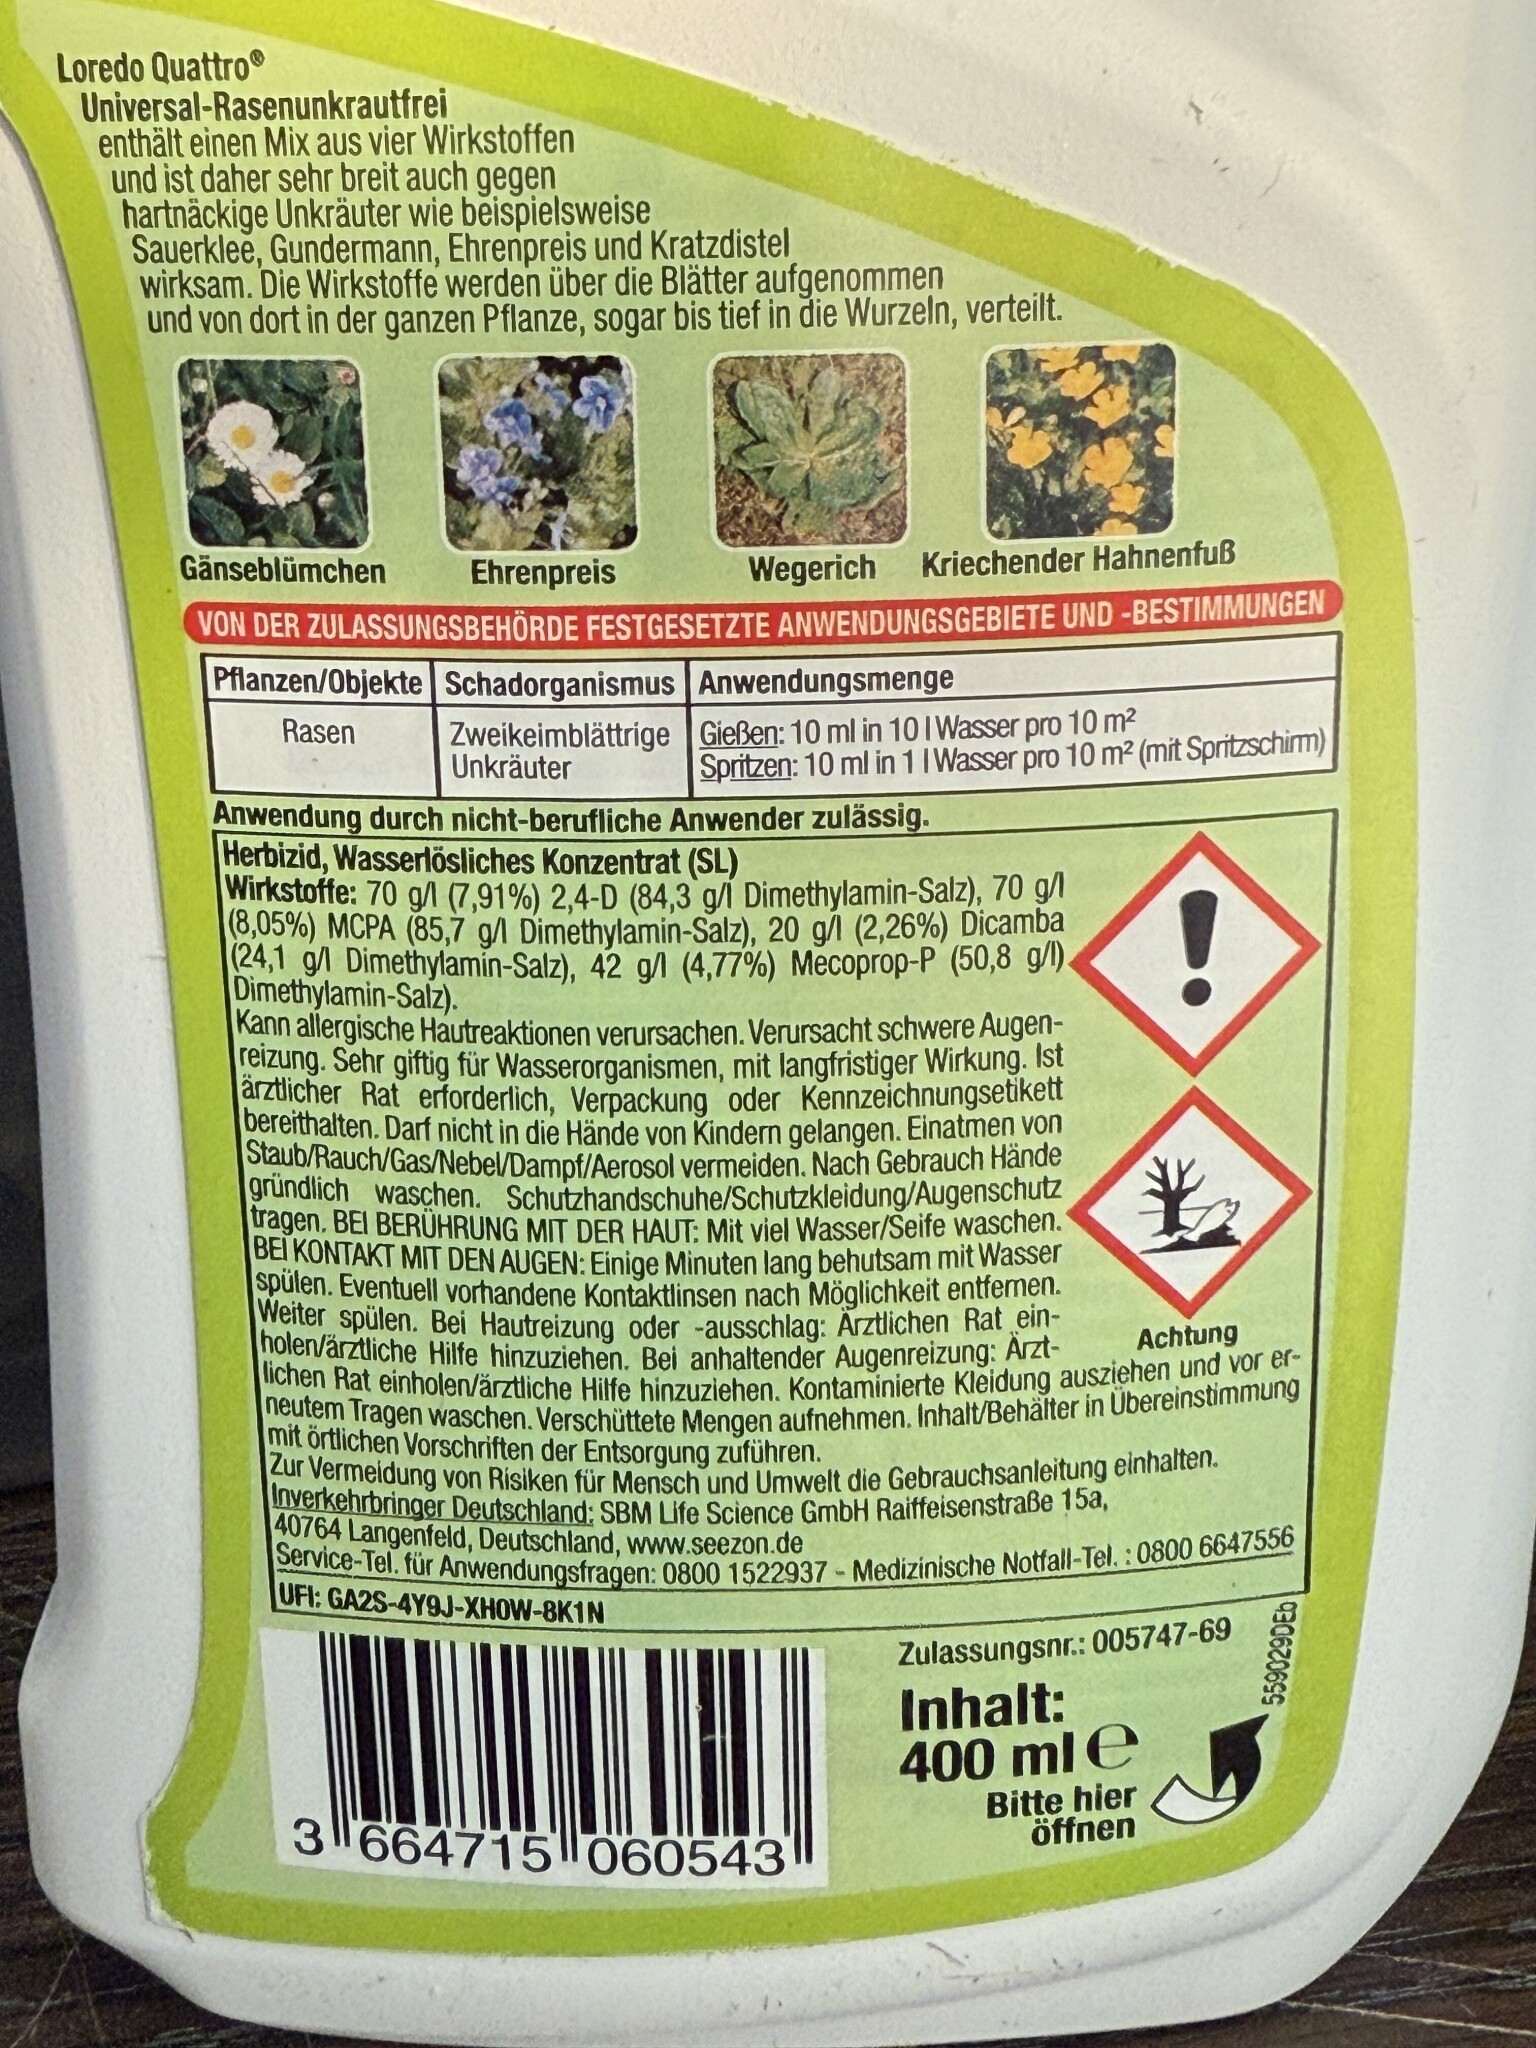 Loredo Quattro®
Universal-Rasenunkrautfrei
enthält einen Mix aus vier Wirkstoffen
und ist daher sehr breit auch gegen
hartnäckige Unkräuter wie beispielsweise
Sauerklee, Gundermann, Ehrenpreis und Kratzdistel
wirksam. Die Wirkstoffe werden über die Blätter aufgenommen
und von dort in der ganzen Pflanze, sogar bis tief in die Wurzeln, verteilt.
Gänseblümchen Ehrenpreis Wegerich Kriechender Hahnenfuß
VON DER ZULASSUNGSBEHÖRDE FESTGESETZTE ANWENDUNGSGEBIETE UND -BESTIMMUNGEN
Pflanzen/Objekte Schadorganismus Anwendungsmenge
Rasen Zweikeimblättrige Gießen: 10 ml in 10 l Wasser pro 10 m²
Unkräuter Spritzen: 10 ml in 1 l Wasser pro 10 m² (mit Spritzschirm)
Anwendung durch nicht-berufliche Anwender zulässig.
Herbizid, Wasserlösliches Konzentrat (SL)
Wirkstoffe: 70 g/l (7,91%) 2,4-D (84,3 g/l Dimethylamin-Salz), 70 g/l
(8,05%) MCPA (85,7 g/l Dimethylamin-Salz), 20 g/l (2,26%) Dicamba
(24,1 g/l Dimethylamin-Salz), 42 g/l (4,77%) Mecoprop-P (50,8 g/l)
Dimethylamin-Salz).
Kann allergische Hautreaktionen verursachen. Verursacht schwere Augen-
reizung. Sehr giftig für Wasserorganismen, mit langfristiger Wirkung. Ist
ärztlicher Rat erforderlich, Verpackung oder Kennzeichnungsetikett
bereithalten. Darf nicht in die Hände von Kindern gelangen. Einatmen von
Staub/Rauch/Gas/Nebel/Dampf/Aerosol vermeiden. Nach Gebrauch Hände
gründlich waschen. Schutzhandschuhe/Schutzkleidung/Augenschutz
tragen. BEI BERÜHRUNG MIT DER HAUT: Mit viel Wasser/Seife waschen.
BEI KONTAKT MIT DEN AUGEN: Einige Minuten lang behutsam mit Wasser
spülen. Eventuell vorhandene Kontaktlinsen nach Möglichkeit entfernen.
Weiter spülen. Bei Hautreizung oder -ausschlag: Ärztlichen Rat ein-
holen/ärztliche Hilfe hinzuziehen. Bei anhaltender Augenreizung: Ärzt-
lichen Rat einholen/ärztliche Hilfe hinzuziehen. Kontaminierte Kleidung ausziehen und vor er-
neutem Tragen waschen. Verschüttete Mengen aufnehmen. Inhalt/Behälter in Übereinstimmung
mit örtlichen Vorschriften der Entsorgung zuführen.
Achtung
Zur Vermeidung von Risiken für Mensch und Umwelt die Gebrauchsanleitung einhalten.
Inverkehrbringer Deutschland: SBM Life Science GmbH Raiffeisenstraße 15a,
40764 Langenfeld, Deutschland, www.seezon.de
Service-Tel. für Anwendungsfragen: 0800 1522937 - Medizinische Notfall-Tel. : 0800 6647556
UFI: GA2S-4Y9J-XH0W-8K1N
Zulassungsnr.: 005747-69
559029DEb
Inhalt:
400 ml e
Bitte hier
öffnen
3 664715 060543